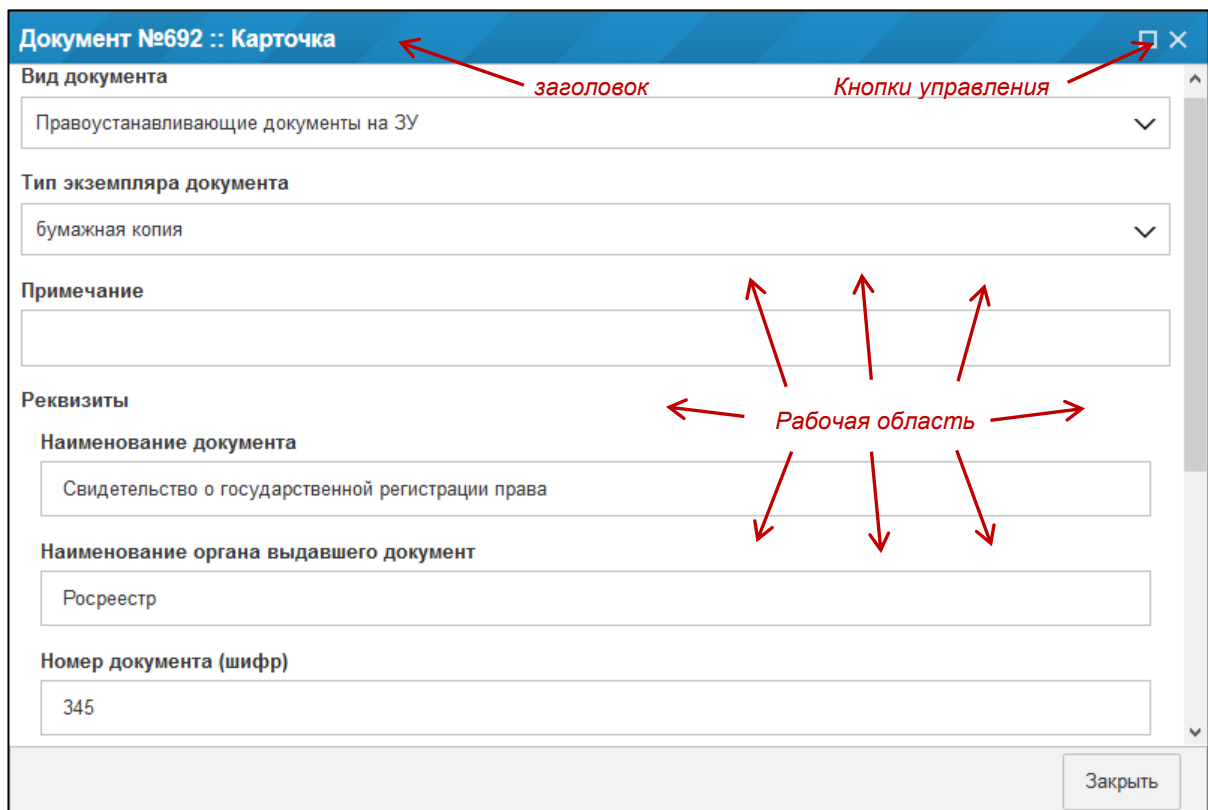 Документ №692 :: Карточка
Вид документа
заголовок
Кнопки управления
Правоустанавливающие документы на ЗУ
Тип экземпляра документа
бумажная копия
Примечание
Реквизиты
Рабочая область
Наименование документа
Свидетельство о государственной регистрации права
Наименование органа выдавшего документ
Росреестр
Номер документа (шифр)
345
Закрыть